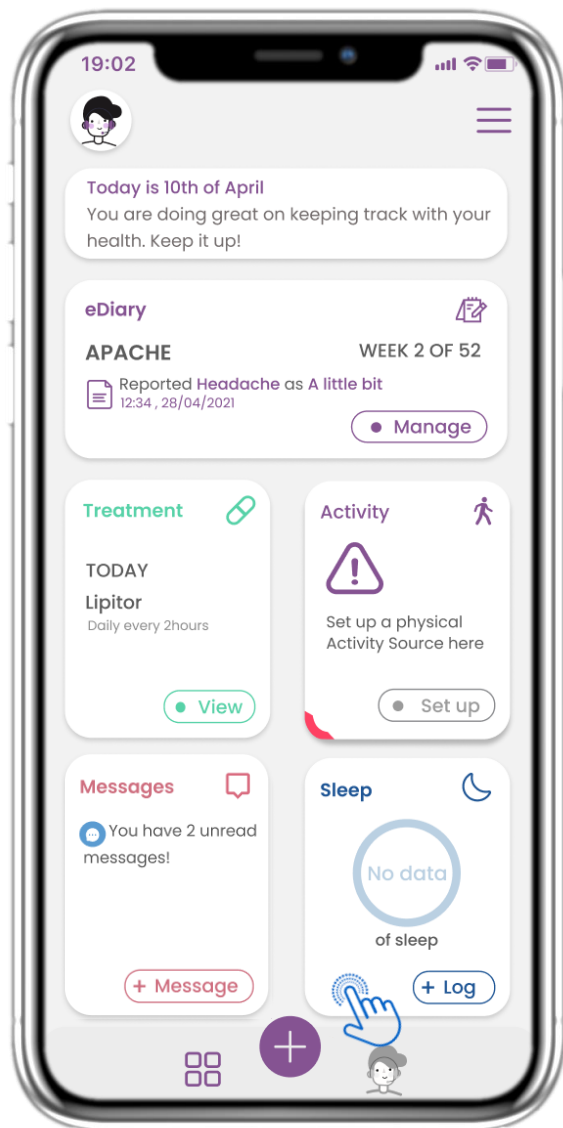 19:02
Today is 10th of April
You are doing great on keeping track with your
health. Keep it up!
eDiary
APACHE
WEEK 2 OF 52
Reported Headache as A little bit
12:34 , 28/04/2021
Manage
Treatment
TODAY
Lipitor
Daily every 2hours
View
Activity
Set up a physical
Activity Source here
Set up
Messages
You have 2 unread
messages!
+ Message
Sleep
No data
of sleep
+ Log